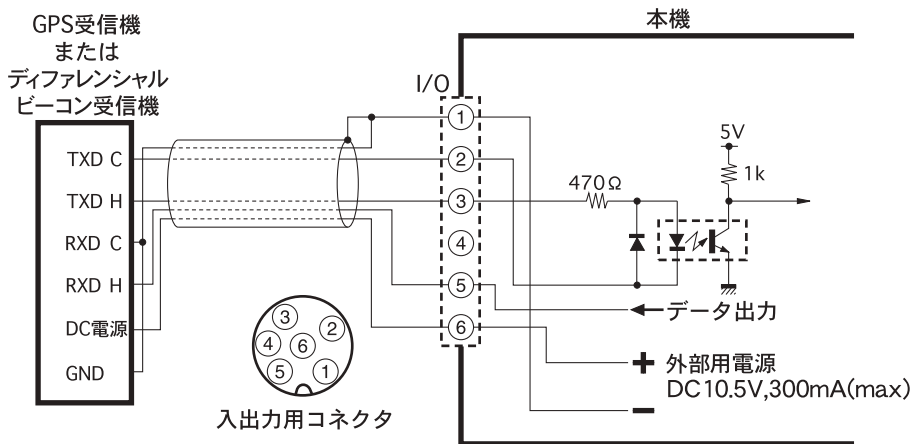 GPS受信機
または
ディファレンシャル
ビーコン受信機
TXD C
TXD H
RXD C
RXD H
DC電源
GND
I/O
本機
①
②
③
④
⑤
⑥
470Ω
5V
1k
データ出力
+
外部用電源
DC10.5V,300mA(max)
−
③
②
④
⑥
⑤
①
入出力用コネクタ